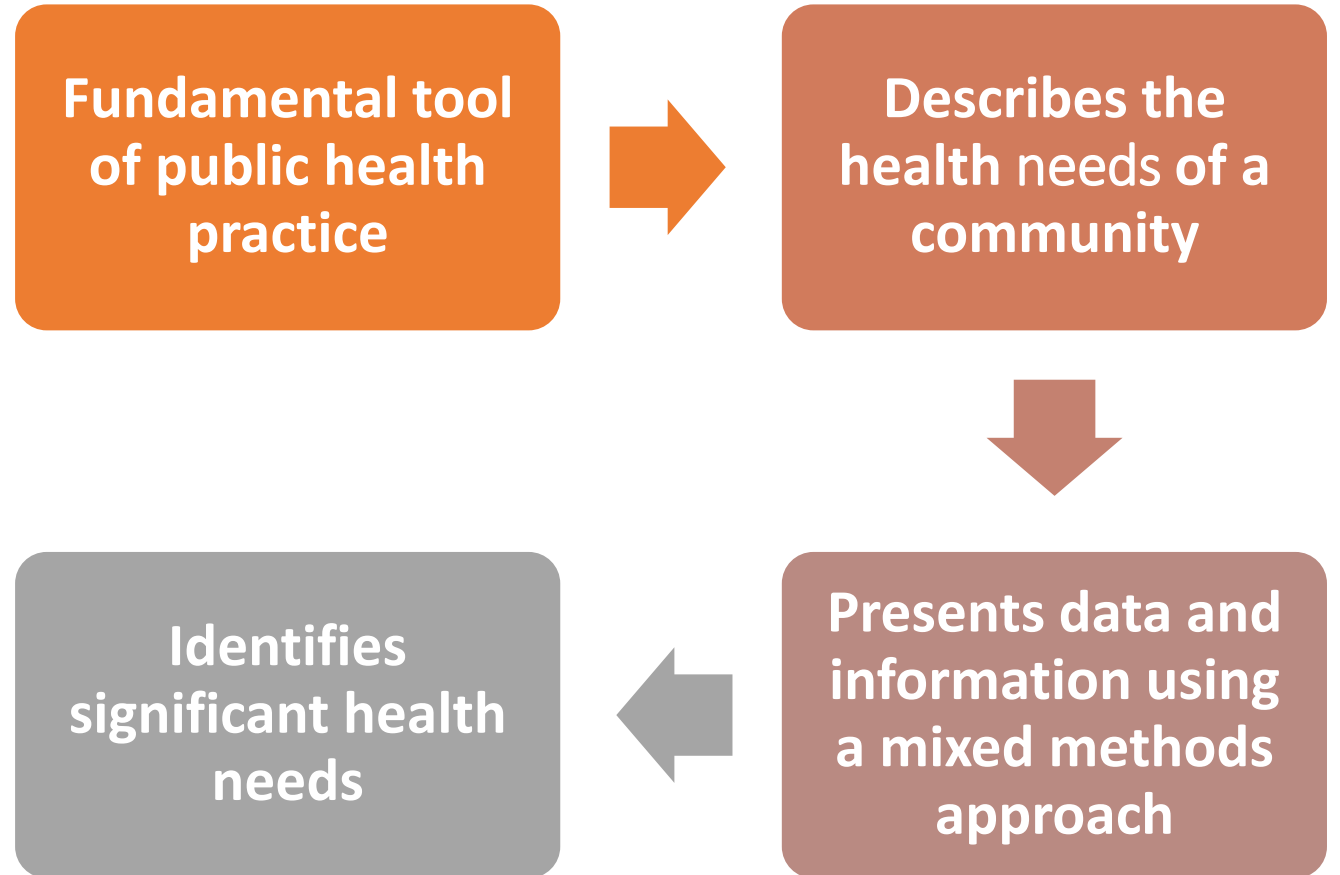 Fundamental tool
of public health
practice
Describes the
health needs of a
community
Presents data and
information using
a mixed methods
approach
Identifies
significant health
needs